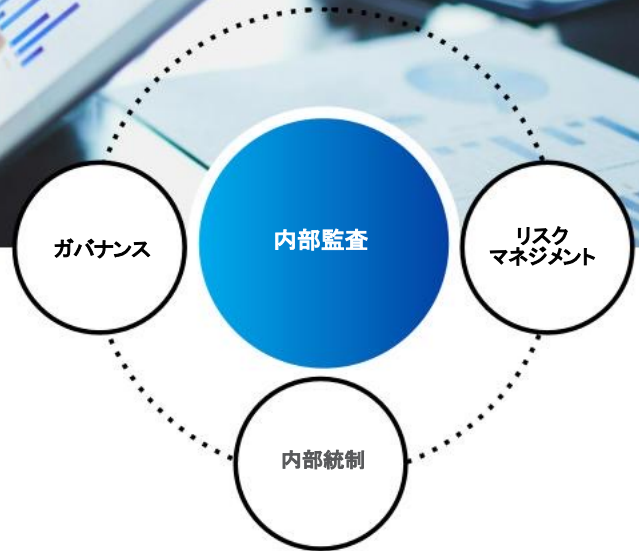 内部監査
ガバナンス
リスク
マネジメント
内部統制